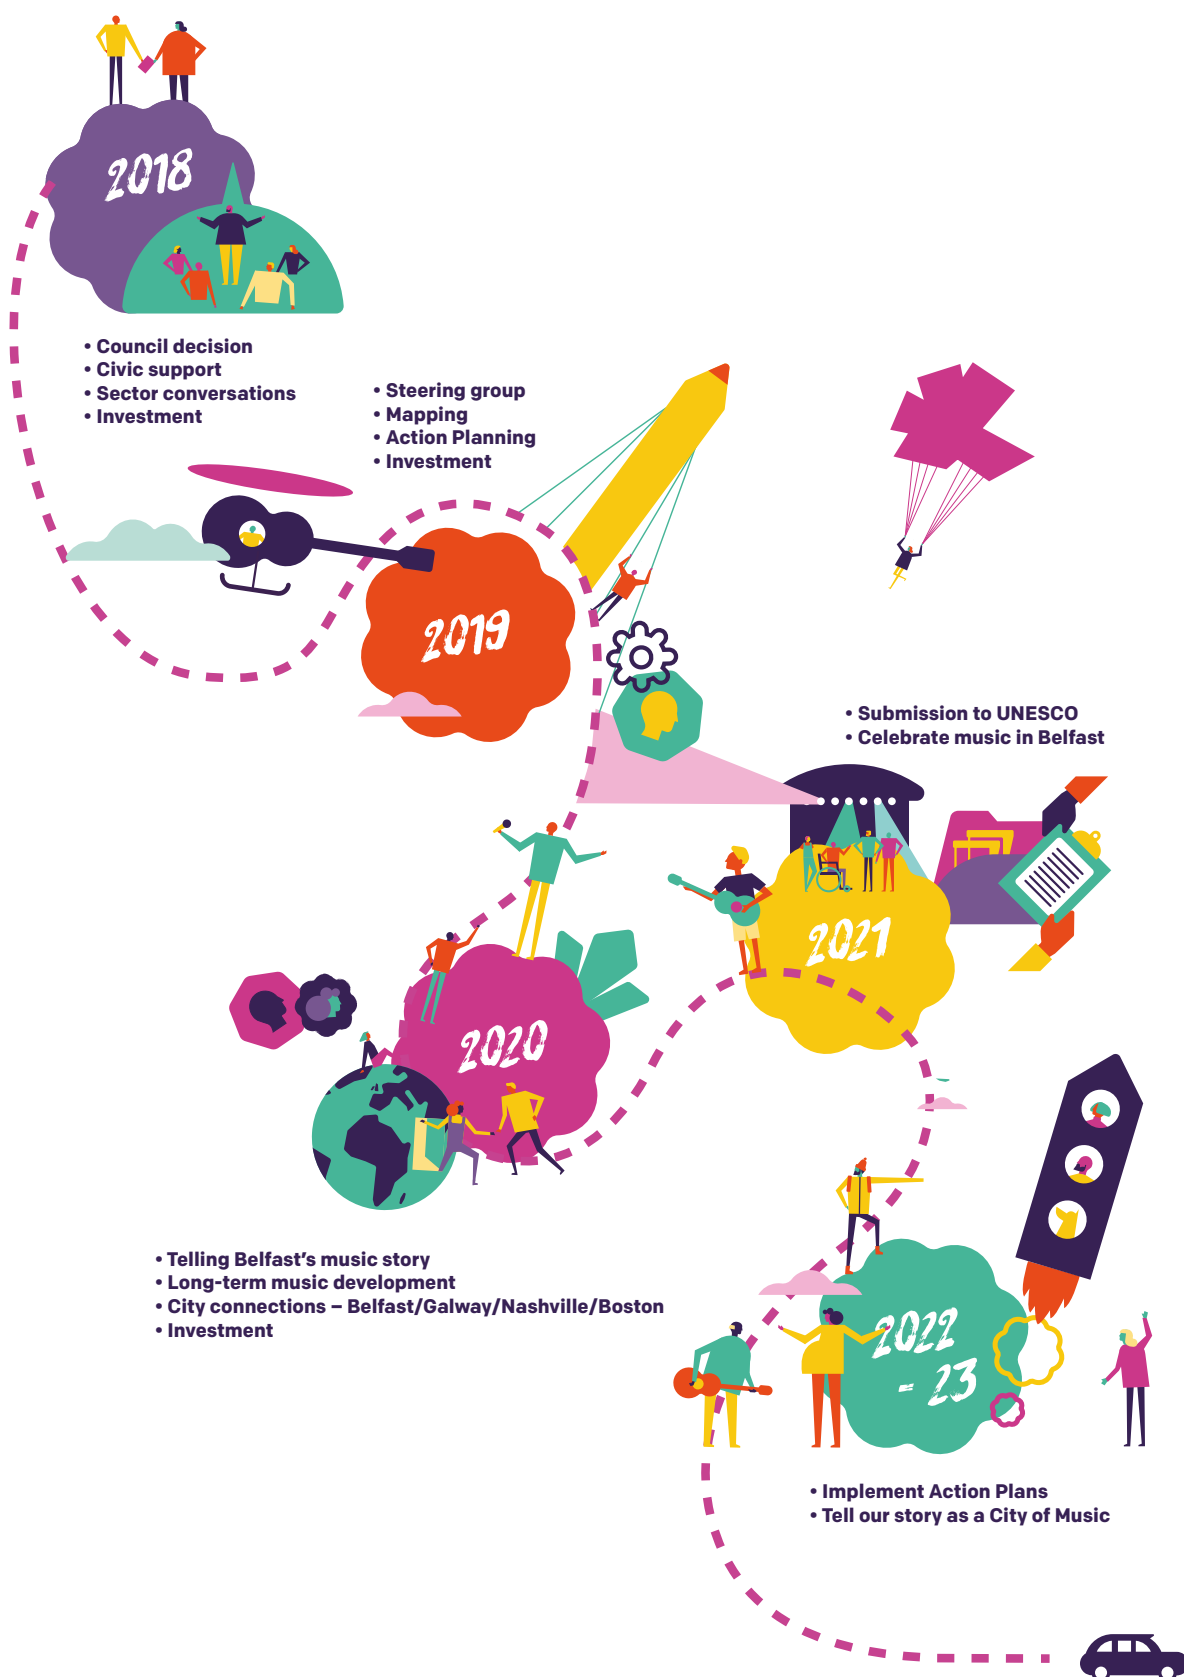 2018
• Council decision
• Civic support
• Sector conversations
• Investment
• Steering group
• Mapping
• Action Planning
• Investment
2019
• Submission to UNESCO
• Celebrate music in Belfast
2021
2020
• Telling Belfast’s music story
• Long-term music development
• City connections – Belfast/Galway/Nashville/Boston
• Investment
2022
- 23
• Implement Action Plans
• Tell our story as a City of Music